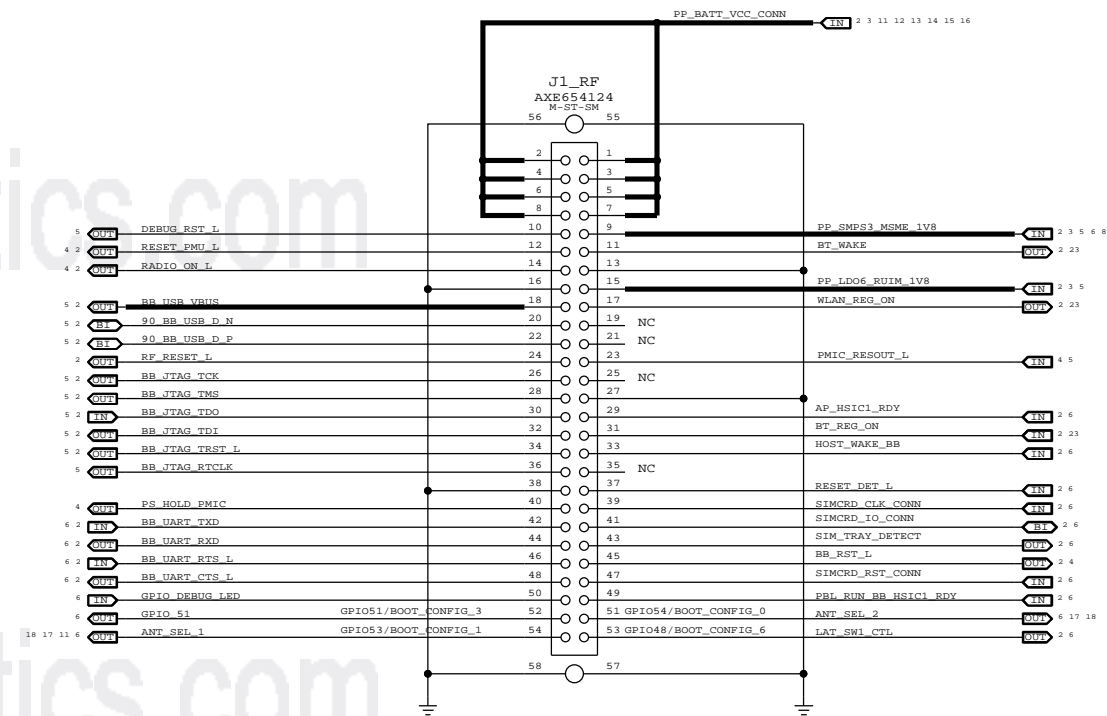 PP_BATT_VCC_CONN
IN 2 3 11 12 13 14 15 16
J1_RF
AXE654124
M-ST-SM
56 55
2 1
4 3
6 5
8 7
5 OUT DEBUG_RST_L 10 9 PP_SMPS3_MSME_1V8 IN 2 3 5 6 8
4 2 OUT RESET_PMU_L 12 11 BT_WAKE OUT 2 23
4 2 OUT RADIO_ON_L 14 13
16 15 PP_LDO6_RUIM_1V8 IN 2 3 5
5 2 OUT BB_USB_VBUS 18 17 WLAN_REG_ON OUT 2 23
5 2 BI 90_BB_USB_D_N 20 19 NC
5 2 BI 90_BB_USB_D_P 22 21 NC
2 OUT RF_RESET_L 24 23 PMIC_RESOUT_L IN 4 5
5 2 OUT BB_JTAG_TCK 26 25 NC
5 2 OUT BB_JTAG_TMS 28 27
5 2 IN BB_JTAG_TDO 30 29 AP_HSIC1_RDY IN 2 6
5 2 OUT BB_JTAG_TDI 32 31 BT_REG_ON IN 2 23
5 2 OUT BB_JTAG_TRST_L 34 33 HOST_WAKE_BB IN 2 6
5 OUT BB_JTAG_RTCLK 36 35 NC
38 37 RESET_DET_L IN 2 6
4 OUT PS_HOLD_PMIC 40 39 SIMCRD_CLK_CONN IN 2 6
6 2 IN BB_UART_TXD 42 41 SIMCRD_IO_CONN BI 2 6
6 2 OUT BB_UART_RXD 44 43 SIM_TRAY_DETECT OUT 2 6
6 2 IN BB_UART_RTS_L 46 45 BB_RST_L OUT 2 4
6 2 OUT BB_UART_CTS_L 48 47 SIMCRD_RST_CONN IN 2 6
6 IN GPIO_DEBUG_LED 50 49 PBL_RUN_BB_HSIC1_RDY IN 2 6
6 OUT GPIO_51 GPIO51/BOOT_CONFIG_3 52 51 GPIO54/BOOT_CONFIG_0 ANT_SEL_2 OUT 6 17 18
18 17 11 6 OUT ANT_SEL_1 GPIO53/BOOT_CONFIG_1 54 53 GPIO48/BOOT_CONFIG_6 LAT_SW1_CTL OUT 2 6
58 57
tics.com
tics.com